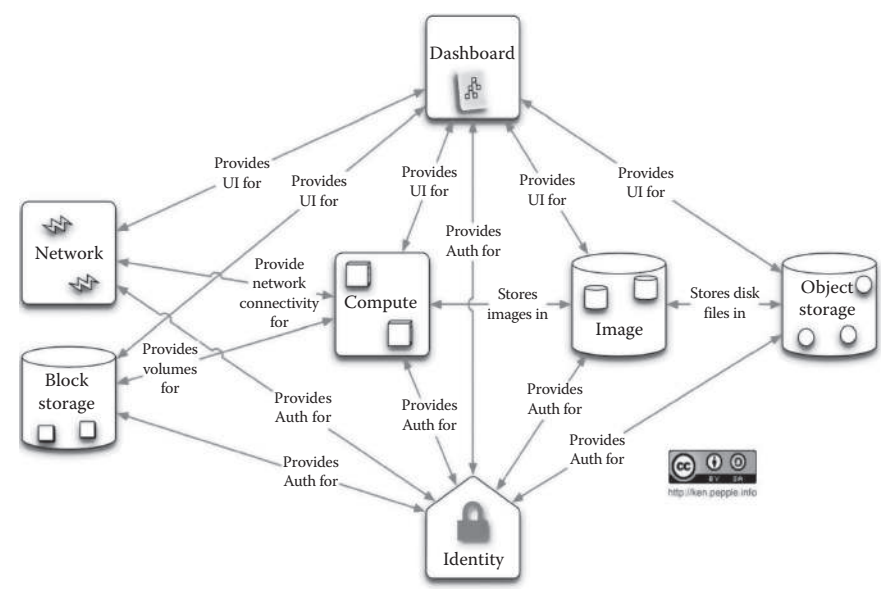 Dashboard
Provides
UI for
Provides
UI for
Provides
UI for
Provides
UI for
Provides
UI for
Provides
Auth for
Network
Provide
network
connectivity
for
Compute
Stores
images in
Image
Stores disk
files in
Object
storage
Block
storage
Provides
volumes
for
Provides
Auth for
Provides
Auth for
Provides
Auth for
Provides
Auth for
Provides
Auth for
Identity
cc
BY SA
http://ken.pepple.info